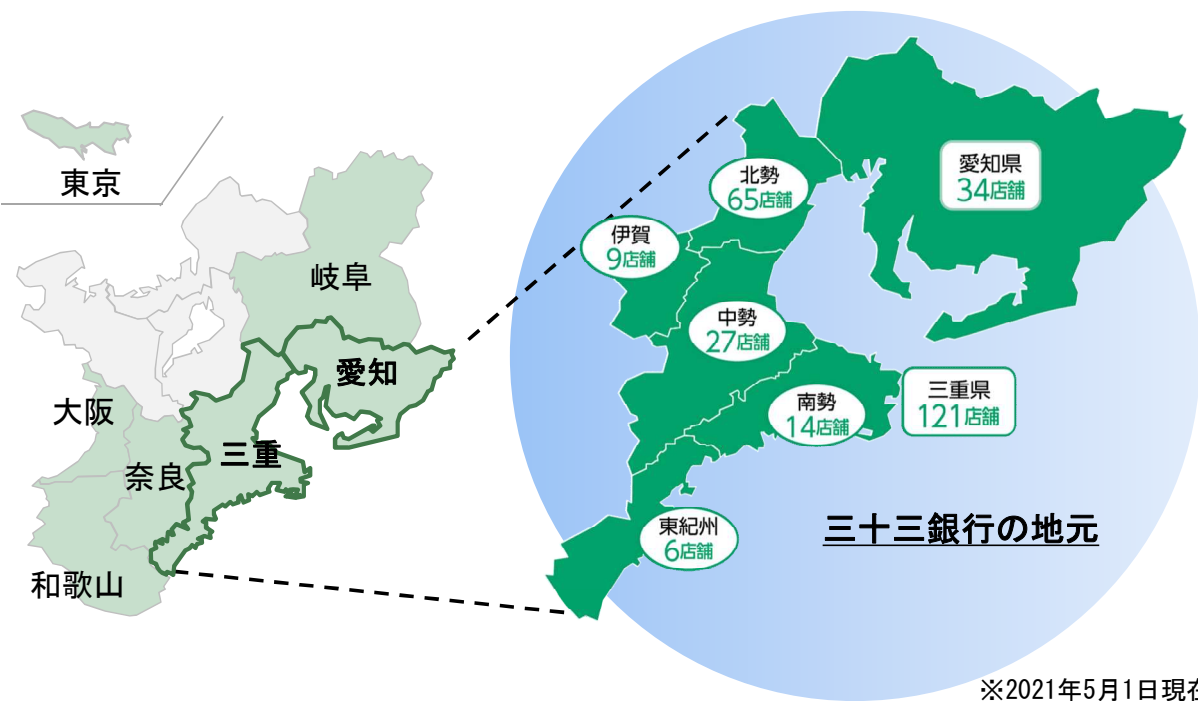 東京
岐阜
愛知
大阪
三重
奈良
和歌山
愛知県
34店舗
北勢
65店舗
伊賀
9店舗
中勢
27店舗
三重県
121店舗
南勢
14店舗
東紀州
6店舗
三十三銀行の地元
※2021年5月1日現在